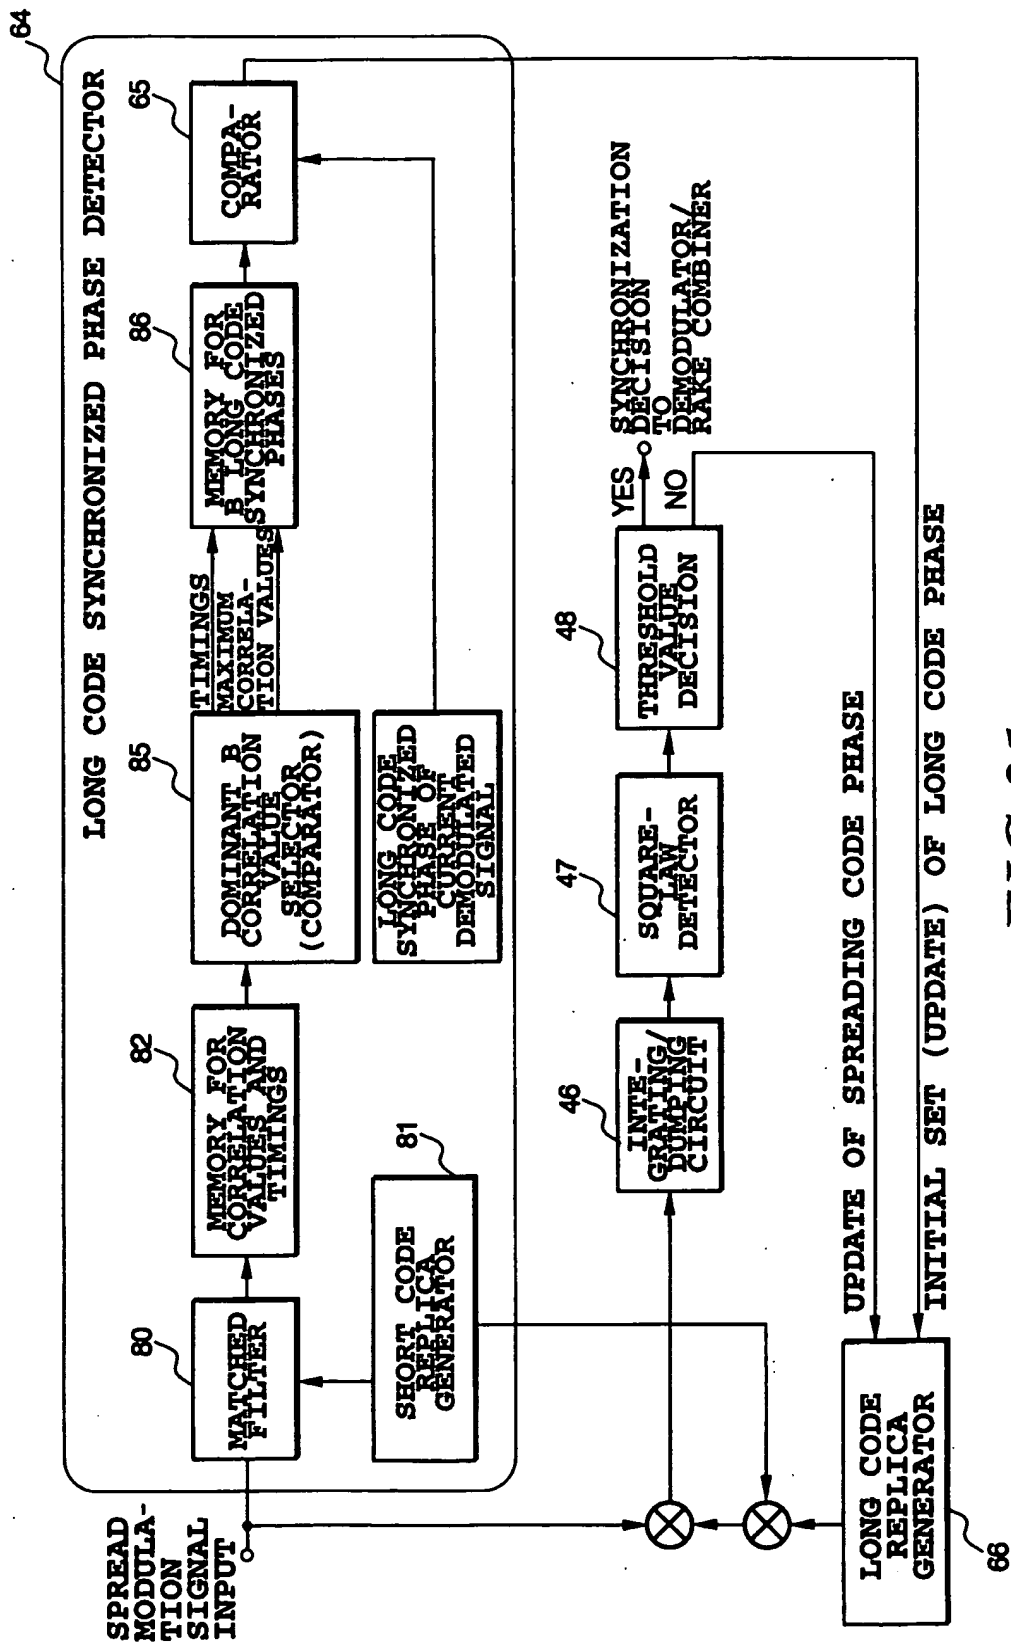 64
LONG CODE SYNCHRONIZED PHASE DETECTOR
SPREAD
MODULA-
TION
SIGNAL
INPUT
80
MATCHED
FILTER
82
MEMORY FOR
CORRELATION
VALUES AND
TIMINGS
85
DOMINANT B
CORRELATION
VALUE
SELECTOR
(COMPARATOR)
TIMINGS
MAXIMUM
CORRELA-
TION VALUES
86
MEMORY FOR
B LONG CODE
SYNCHRONIZED
PHASES
65
COMPA-
RATOR
81
SHORT CODE
REPLICA
GENERATOR
LONG CODE
SYNCHRONIZED
PHASE OF
CURRENT
DEMODULATED
SIGNAL
46
INTE-
GRATING/
DUMPING
CIRCUIT
47
SQUARE-
LAW
DETECTOR
48
THRESHOLD
VALUE
DECISION
YES
NO
SYNCHRONIZATION
DECISION
TO
DEMODULATOR/
RAKE COMBINER
UPDATE OF SPREADING CODE PHASE
INITIAL SET (UPDATE) OF LONG CODE PHASE
LONG CODE
REPLICA
GENERATOR
66